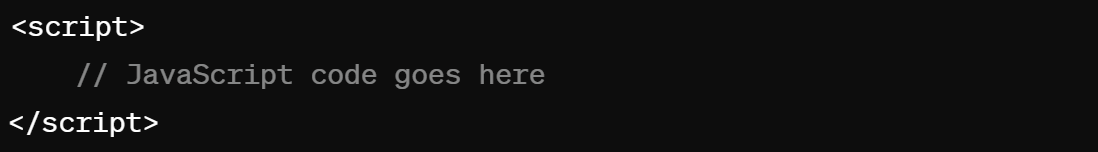 <script>
    // JavaScript code goes here
</script>